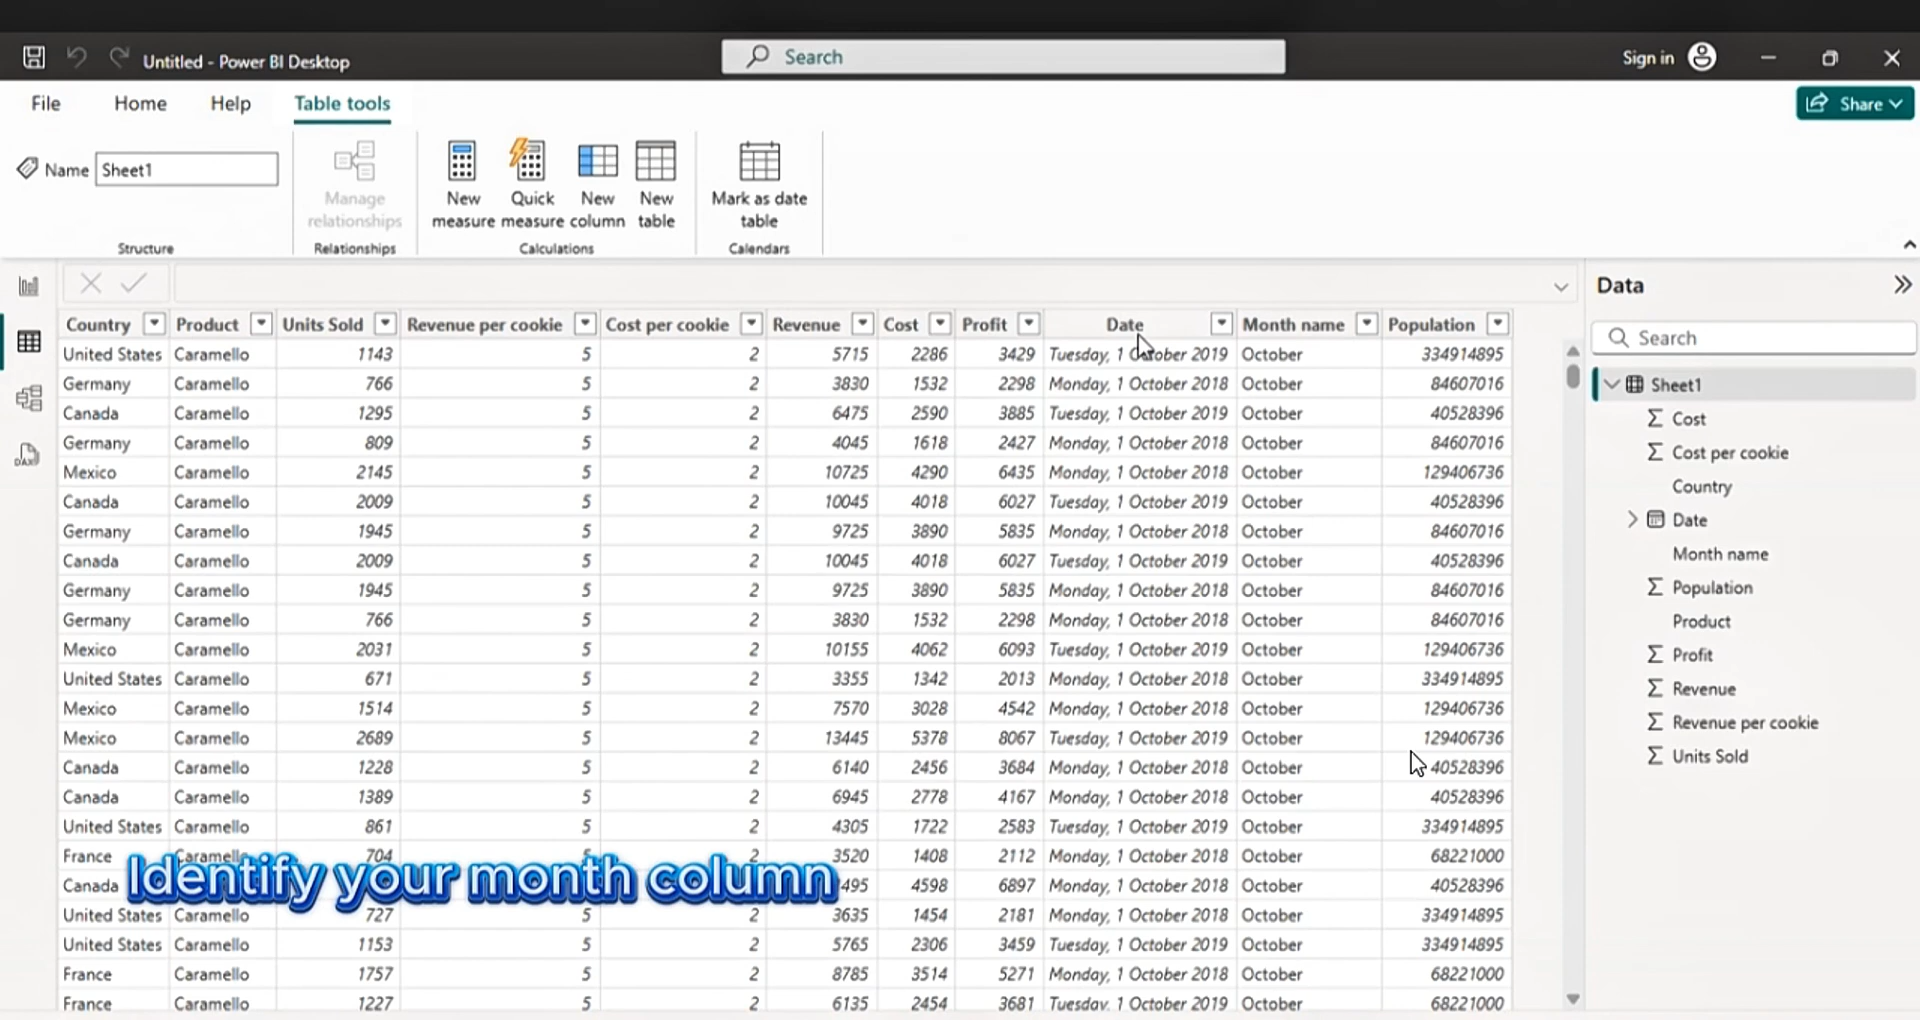 Untitled - Power BI Desktop
Search
Sign in
File Home Help Table tools
Share
Name Sheet1
Manage relationships
New measure
Quick measure
New column
New table
Mark as date table
Structure
Relationships
Calculations
Calendars
Country Product Units Sold Revenue per cookie Cost per cookie Revenue Cost Profit Date Month name Population
United States Caramello 1143 5 2 5715 2286 3429 Tuesday, 1 October 2019 October 334914895
Germany Caramello 766 5 2 3830 1532 2298 Monday, 1 October 2018 October 84607016
Canada Caramello 1295 5 2 6475 2590 3885 Tuesday, 1 October 2019 October 40528396
Germany Caramello 809 5 2 4045 1618 2427 Monday, 1 October 2018 October 84607016
Mexico Caramello 2145 5 2 10725 4290 6435 Monday, 1 October 2018 October 129406736
Canada Caramello 2009 5 2 10045 4018 6027 Tuesday, 1 October 2019 October 40528396
Germany Caramello 1945 5 2 9725 3890 5835 Monday, 1 October 2018 October 84607016
Canada Caramello 2009 5 2 10045 4018 6027 Tuesday, 1 October 2019 October 40528396
Germany Caramello 1945 5 2 9725 3890 5835 Monday, 1 October 2018 October 84607016
Germany Caramello 766 5 2 3830 1532 2298 Monday, 1 October 2018 October 84607016
Mexico Caramello 2031 5 2 10155 4062 6093 Tuesday, 1 October 2019 October 129406736
United States Caramello 671 5 2 3355 1342 2013 Monday, 1 October 2018 October 334914895
Mexico Caramello 1514 5 2 7570 3028 4542 Monday, 1 October 2018 October 129406736
Mexico Caramello 2689 5 2 13445 5378 8067 Tuesday, 1 October 2019 October 129406736
Canada Caramello 1228 5 2 6140 2456 3684 Monday, 1 October 2018 October 40528396
Canada Caramello 1389 5 2 6945 2778 4167 Monday, 1 October 2018 October 40528396
United States Caramello 861 5 2 4305 1722 2583 Tuesday, 1 October 2019 October 334914895
France Caramello 704 5 2 3520 1408 2112 Monday, 1 October 2018 October 68221000
Identify your month column
Canada 4598 6897 Monday, 1 October 2018 October 40528396
United States Caramello 727 5 2 3635 1454 2181 Monday, 1 October 2018 October 334914895
United States Caramello 1153 5 2 5765 2306 3459 Tuesday, 1 October 2019 October 334914895
France Caramello 1757 5 2 8785 3514 5271 Monday, 1 October 2018 October 68221000
France Caramello 1227 5 2 6135 2454 3681 Tuesday, 1 October 2019 October 68221000
Data
Search
Sheet1
Cost
Cost per cookie
Country
Date
Month name
Population
Product
Profit
Revenue
Revenue per cookie
Units Sold